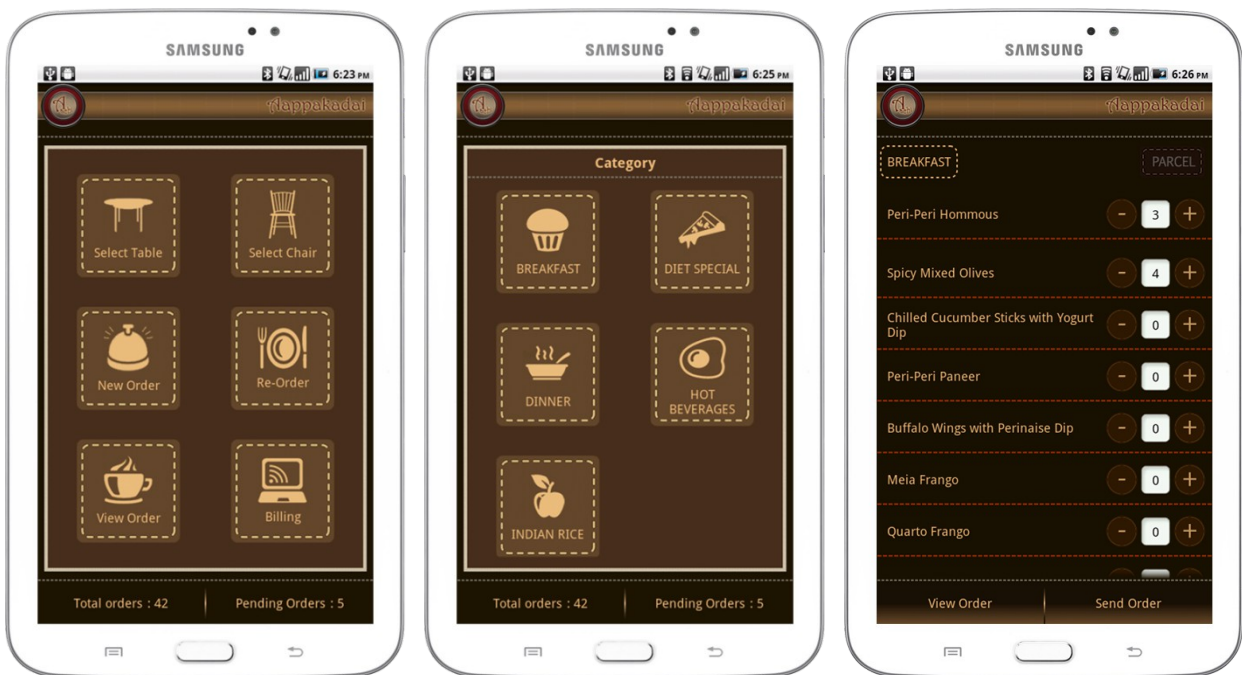 SAMSUNG
6:23 PM
A.
Aappakadai
Select Table
Select Chair
New Order
Re-Order
View Order
Billing
Total orders : 42
Pending Orders : 5
SAMSUNG
6:25 PM
A.
Aappakadai
Category
BREAKFAST
DIET SPECIAL
DINNER
HOT
BEVERAGES
INDIAN RICE
Total orders : 42
Pending Orders : 5
SAMSUNG
6:26 PM
A.
Aappakadai
BREAKFAST
PARCEL
Peri-Peri Hommous - 3 +
Spicy Mixed Olives - 4 +
Chilled Cucumber Sticks with Yogurt
Dip - 0 +
Peri-Peri Paneer - 0 +
Buffalo Wings with Perinaise Dip - 0 +
Meia Frango - 0 +
Quarto Frango - 0 +
View Order
Send Order